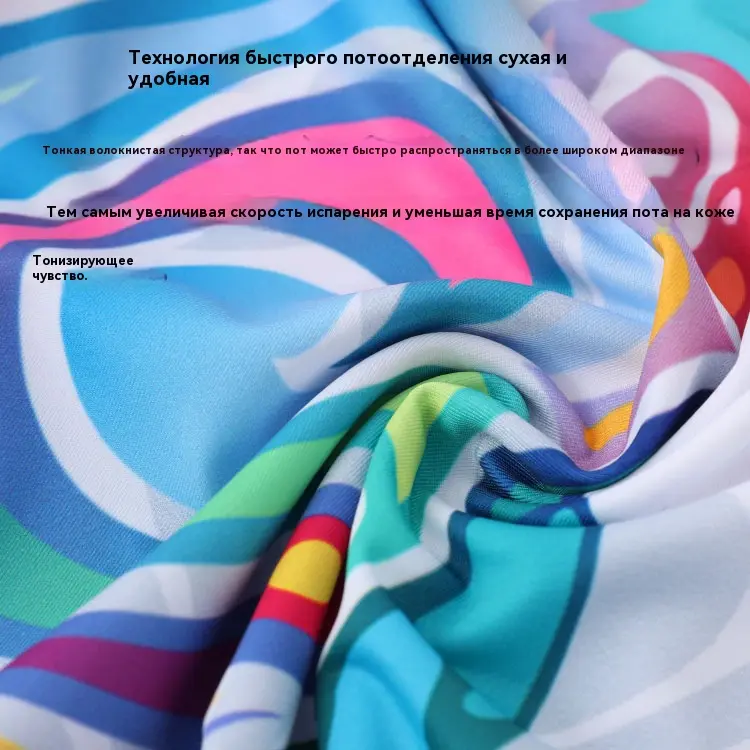 Технология быстрого потоотделения сухая и
удобная
Тонкая волокнистая структура, так что пот может быстро распространяться в более широком диапазоне
Тем самым увеличивая скорость испарения и уменьшая время сохранения пота на коже
Тонизирующее
чувство.